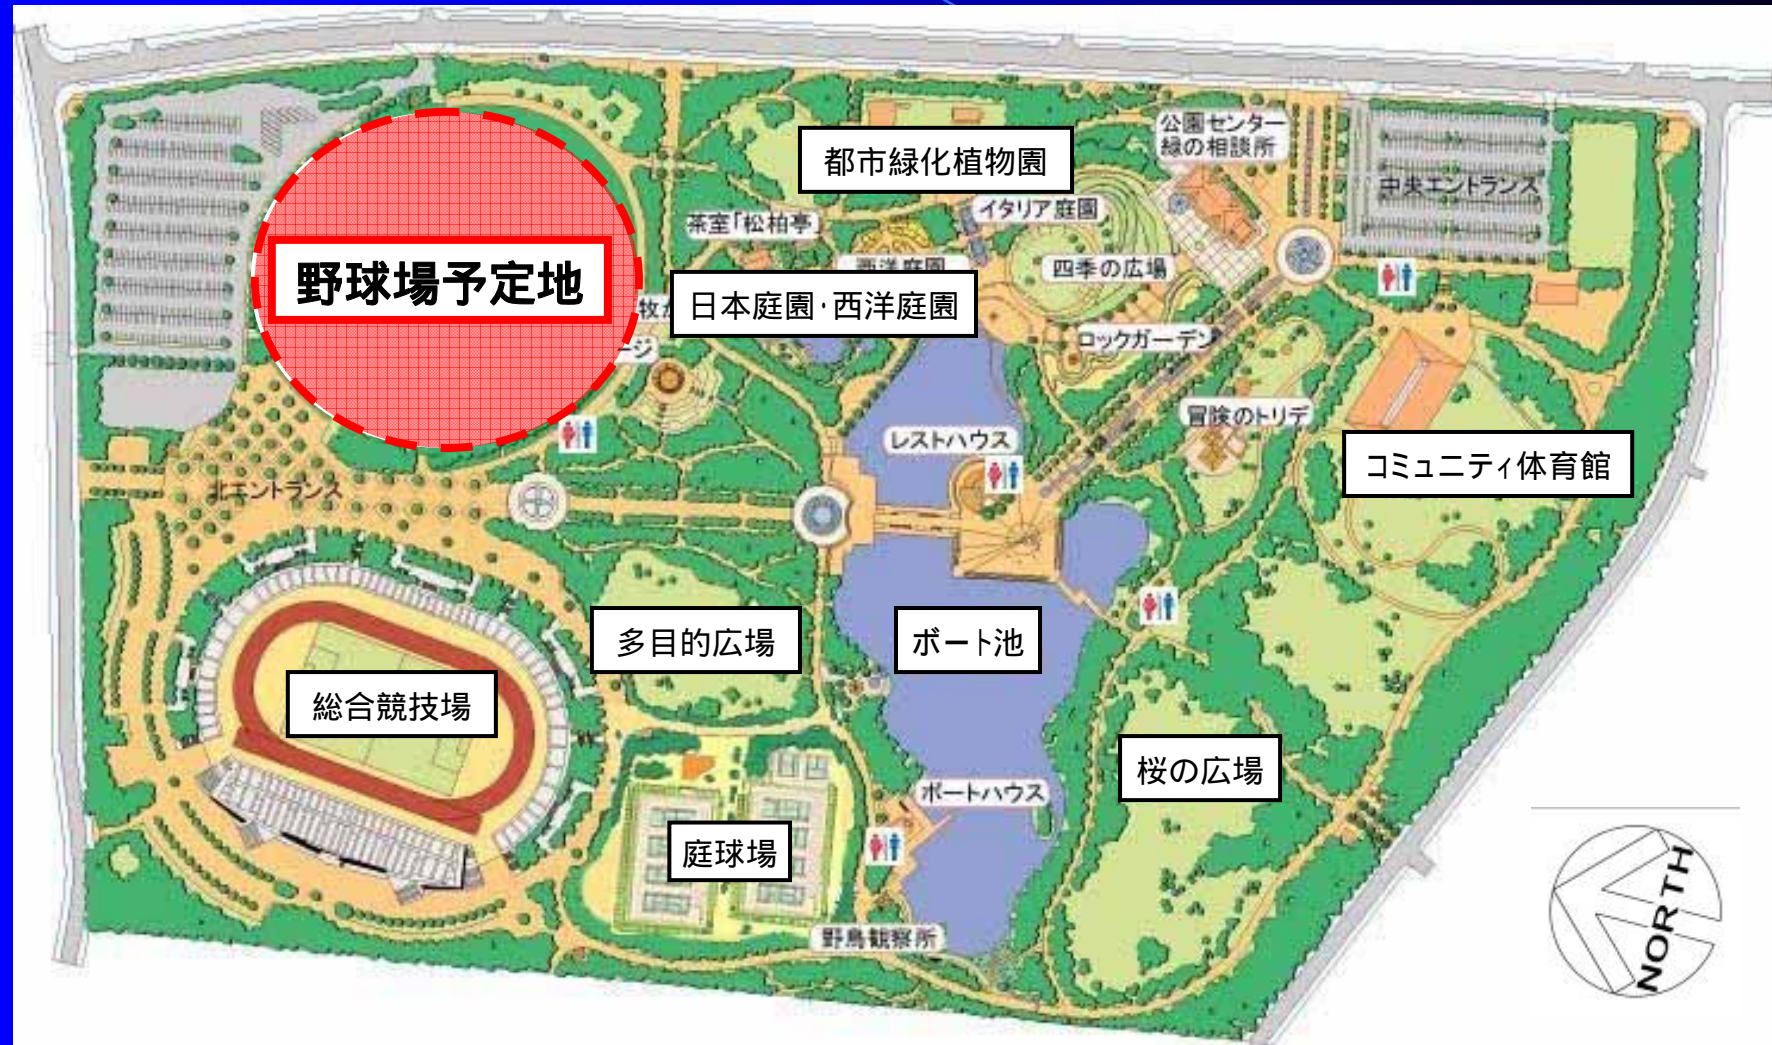 公園センター
緑の相談所
都市緑化植物園
中央エントランス
イタリア庭園
茶室「松柏亭」
西洋庭園
四季の広場
野球場予定地
日本庭園・西洋庭園
ロックガーデン
冒険のトリデ
レストハウス
コミュニティ体育館
北エントランス
多目的広場
ボート池
総合競技場
桜の広場
ボートハウス
庭球場
野鳥観察所
NORTH